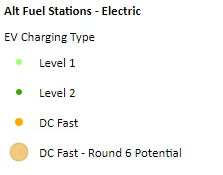 Alt Fuel Stations - Electric
EV Charging Type
Level 1
Level 2
DC Fast
DC Fast - Round 6 Potential